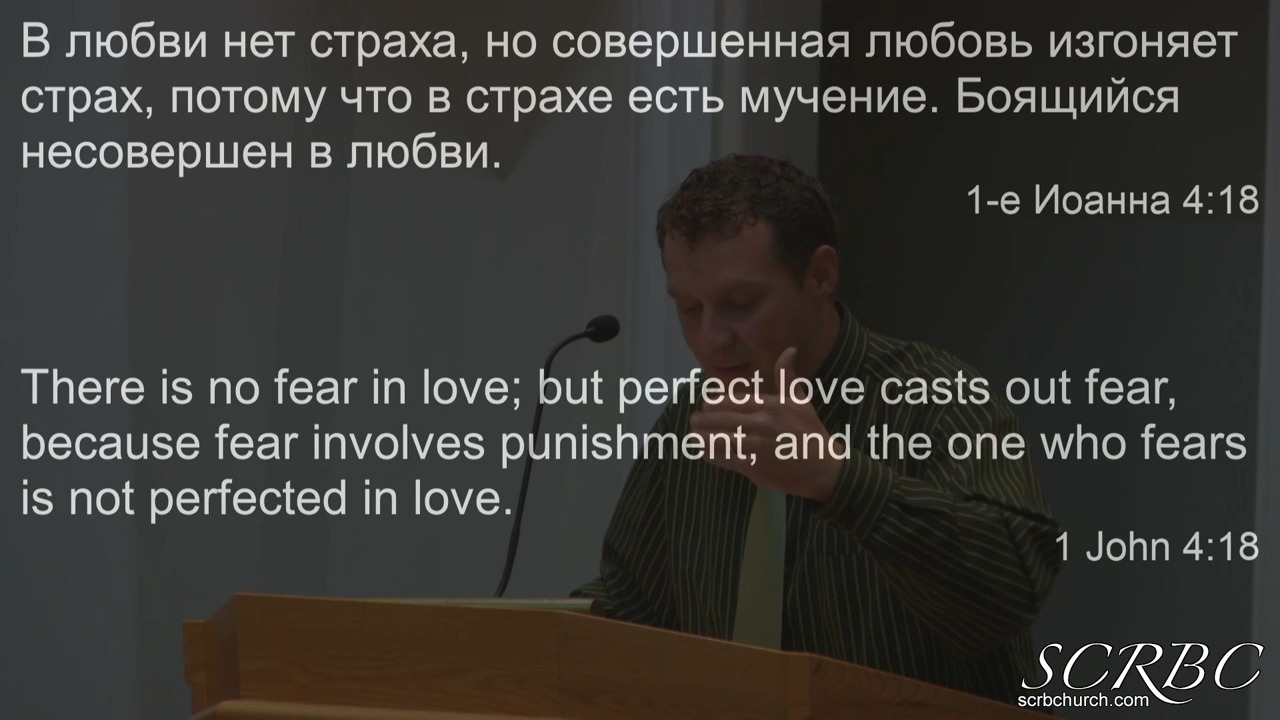 В любви нет страха, но совершенная любовь изгоняет
страх, потому что в страхе есть мучение. Боящийся
несовершен в любви.
1-е Иоанна 4:18
There is no fear in love; but perfect love casts out fear,
because fear involves punishment, and the one who fears
is not perfected in love.
1 John 4:18
SCRBC
scrbchurch.com